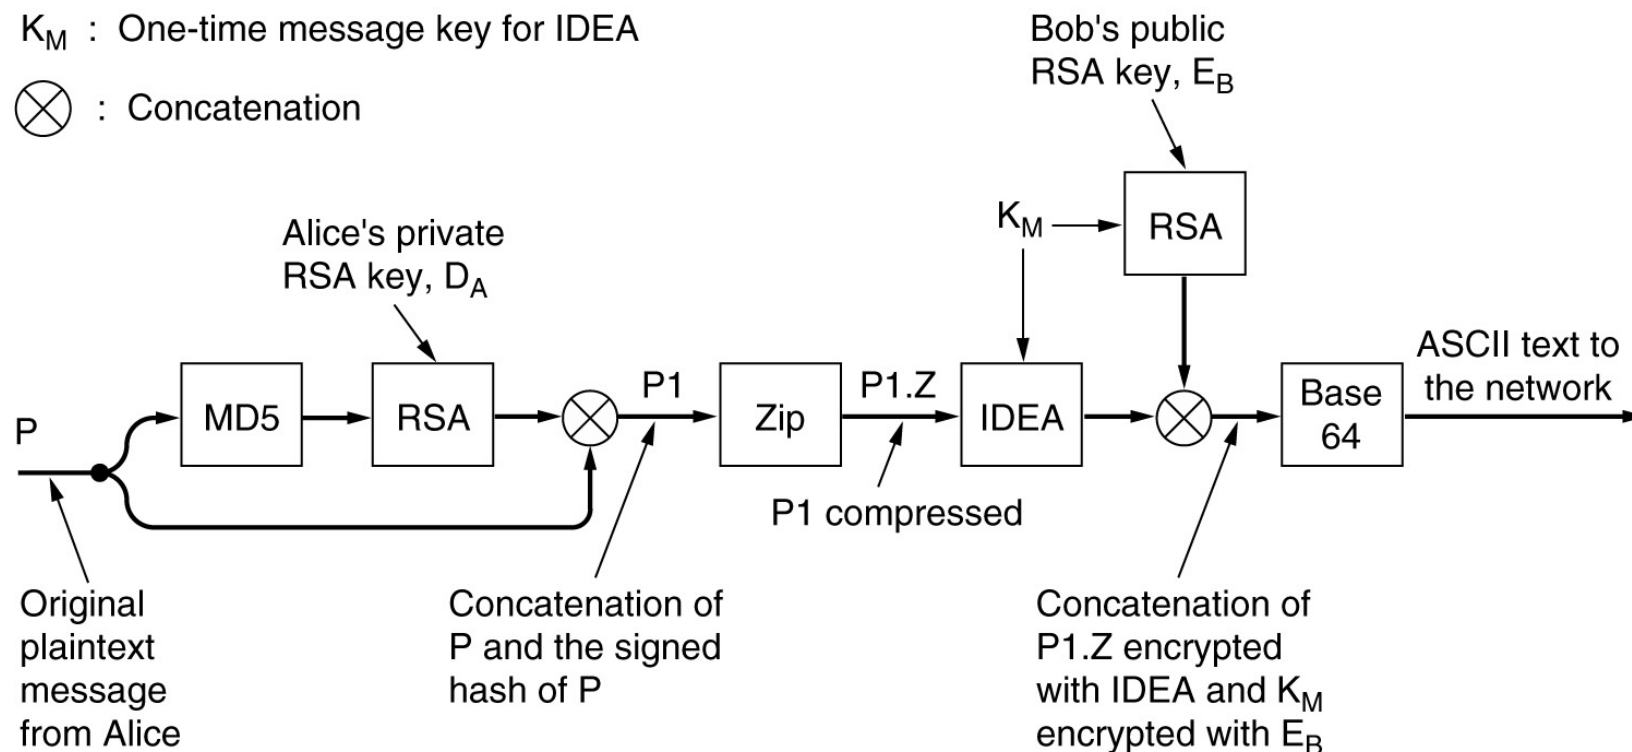 K_M : One-time message key for IDEA
: Concatenation
Bob's public
RSA key, E_B
K_M
RSA
Alice's private
RSA key, D_A
P
MD5
RSA
P1
Zip
P1.Z
IDEA
Base
64
ASCII text to
the network
P1 compressed
Original
plaintext
message
from Alice
Concatenation of
P and the signed
hash of P
Concatenation of
P1.Z encrypted
with IDEA and K_M
encrypted with E_B